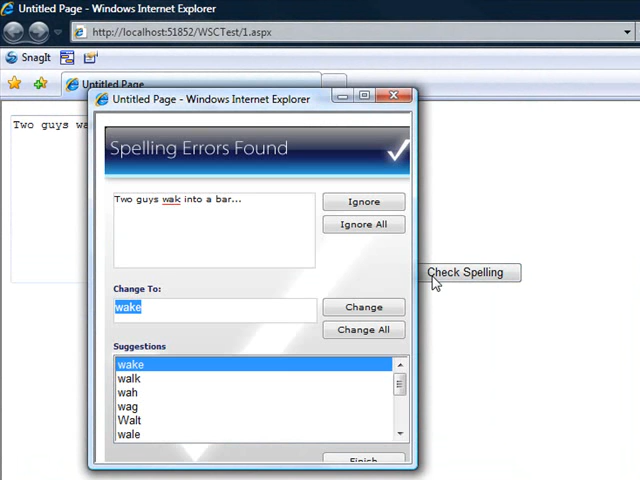 Untitled Page - Windows Internet Explorer
http://localhost:51852/WSCTest/1.aspx
SnagIt
Untitled Page
Untitled Page - Windows Internet Explorer
Two guys wa
Spelling Errors Found
Two guys wak into a bar...
Ignore
Ignore All
Check Spelling
Change To:
wake
Change
Change All
Suggestions
wake
walk
wah
wag
Walt
wale
Finish